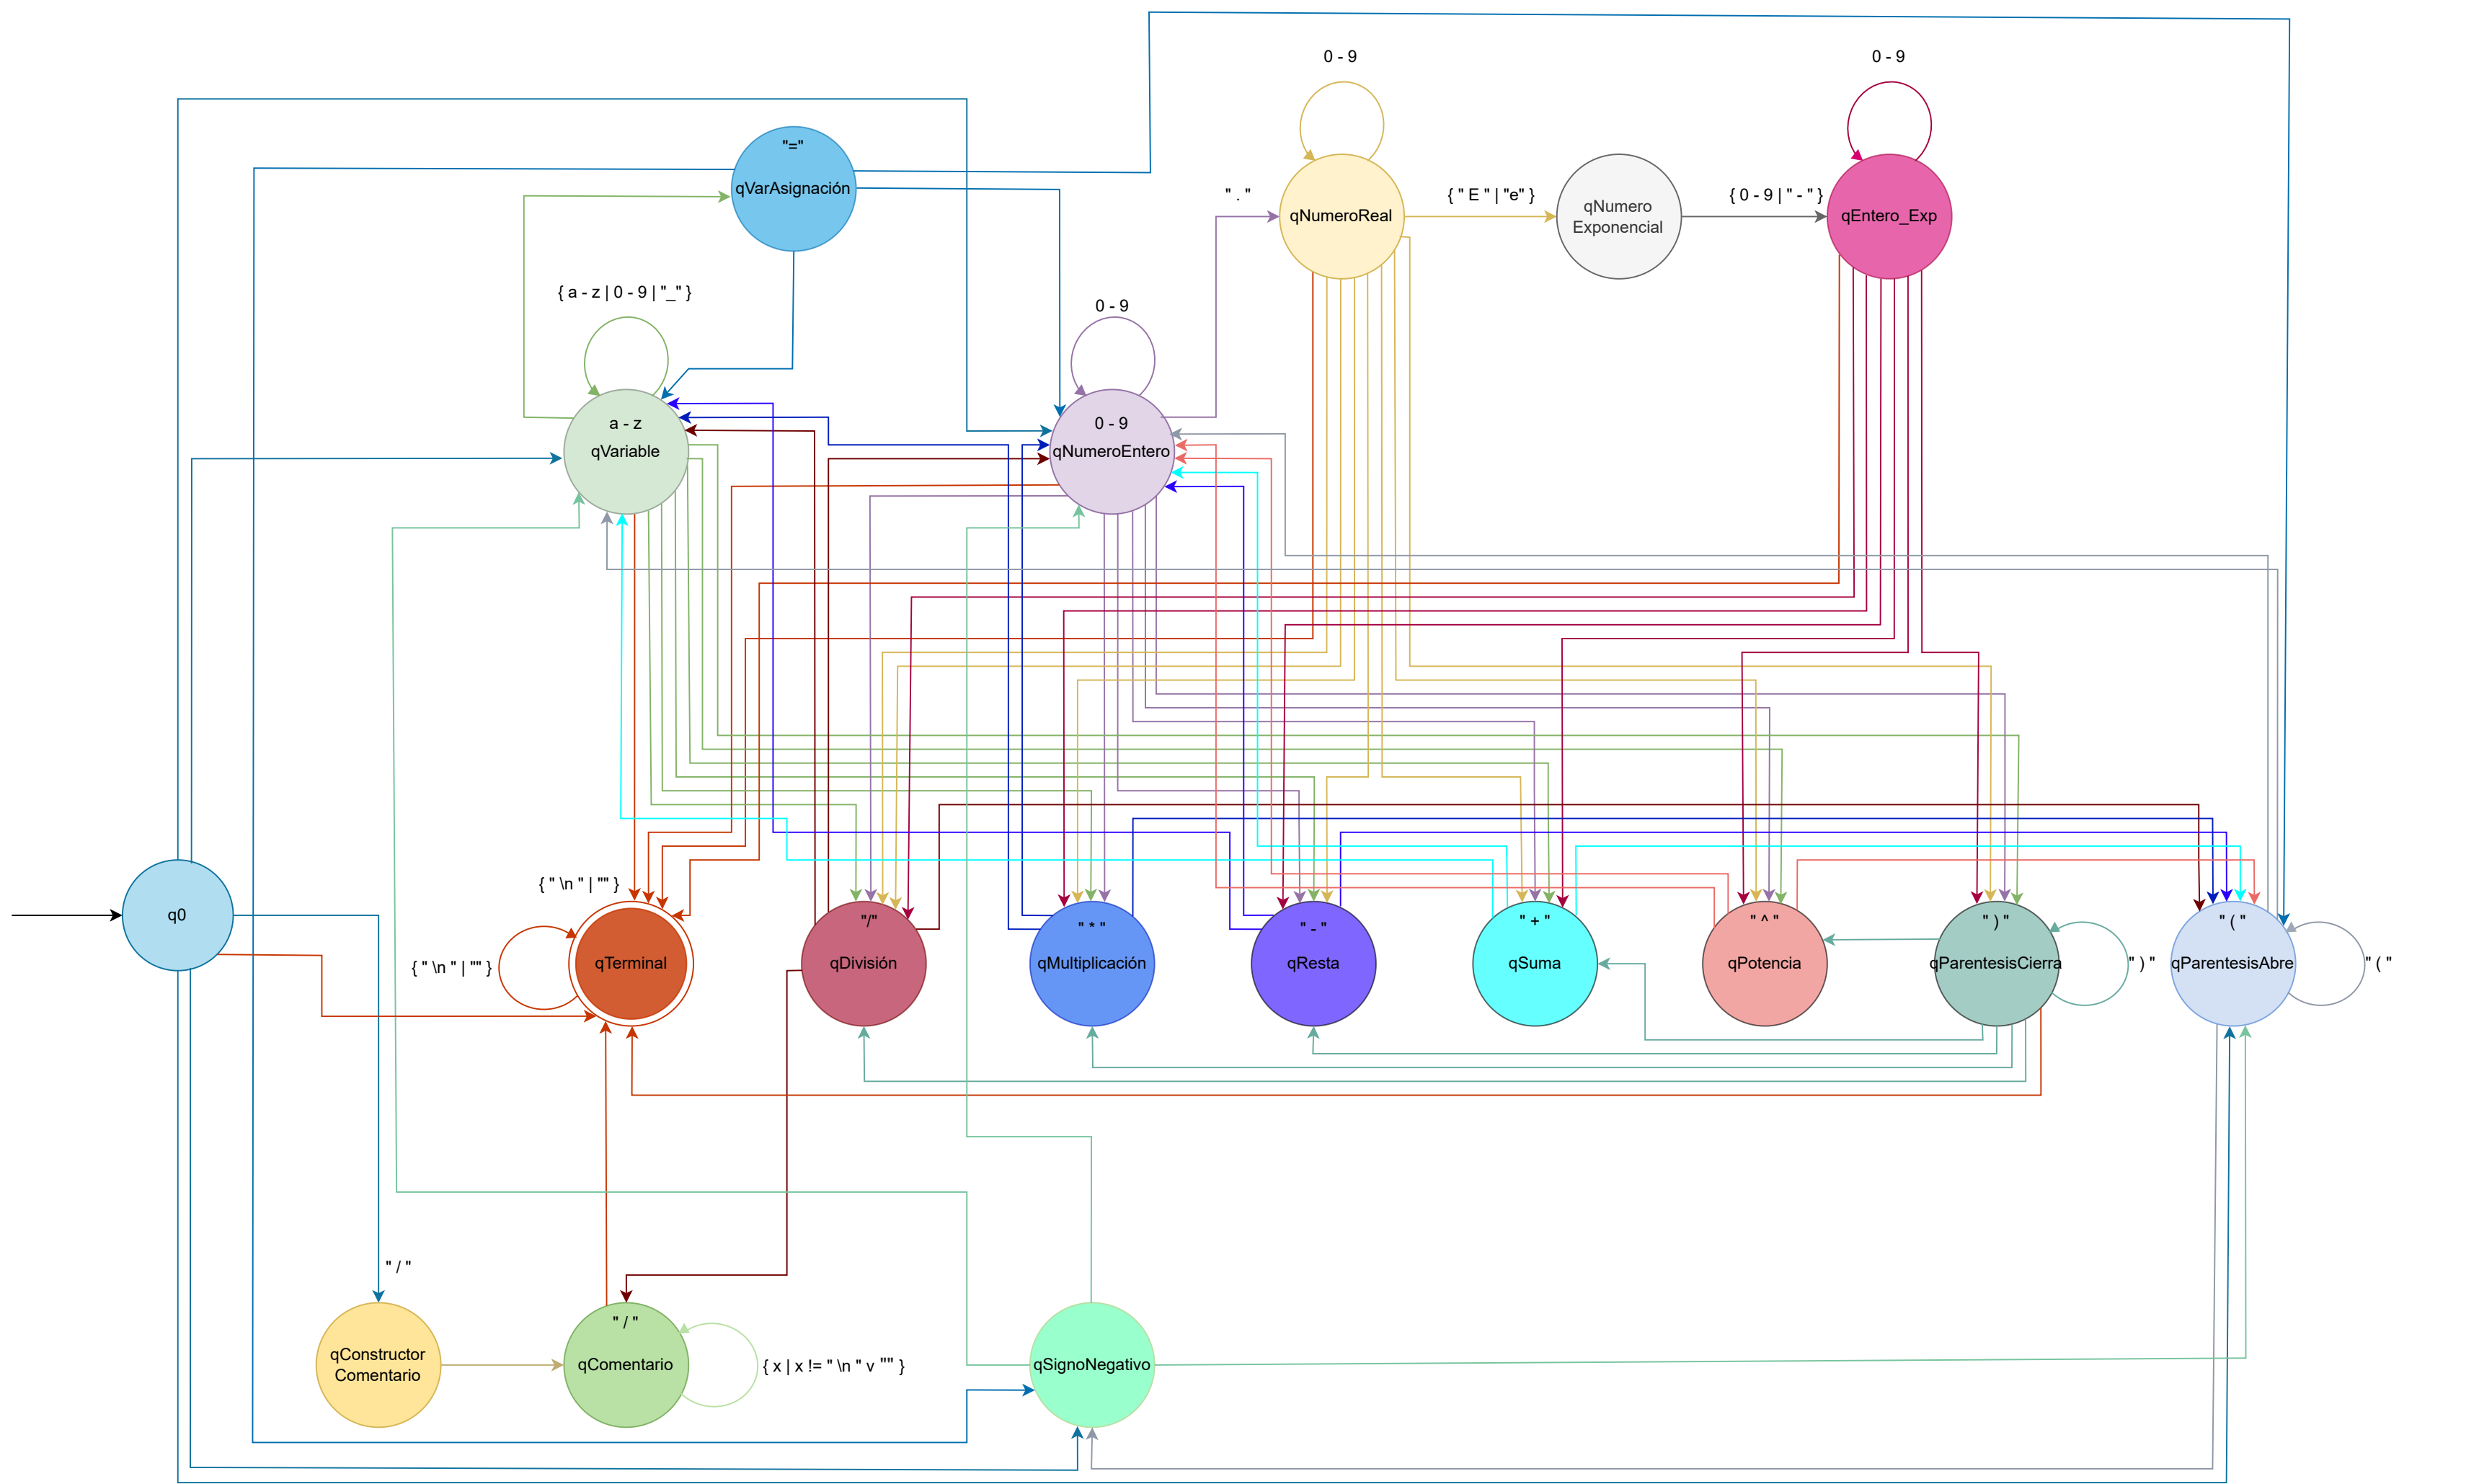 0 - 9
0 - 9
"="
qVarAsignación
" . "
qNumeroReal
{ " E " | "e" }
qNumero
Exponencial
{ 0 - 9 | " - " }
qEntero_Exp
{ a - z | 0 - 9 | "_" }
0 - 9
a - z
qVariable
0 - 9
qNumeroEntero
q0
{ " \n " | "" }
{ " \n " | "" }
qTerminal
"/"
qDivisión
" * "
qMultiplicación
" - "
qResta
" + "
qSuma
" ^ "
qPotencia
" ) "
qParentesisCierra
" ) "
" ( "
qParentesisAbre
" ( "
" / "
qConstructor
Comentario
" / "
qComentario
{ x | x != " \n " v "" }
qSignoNegativo